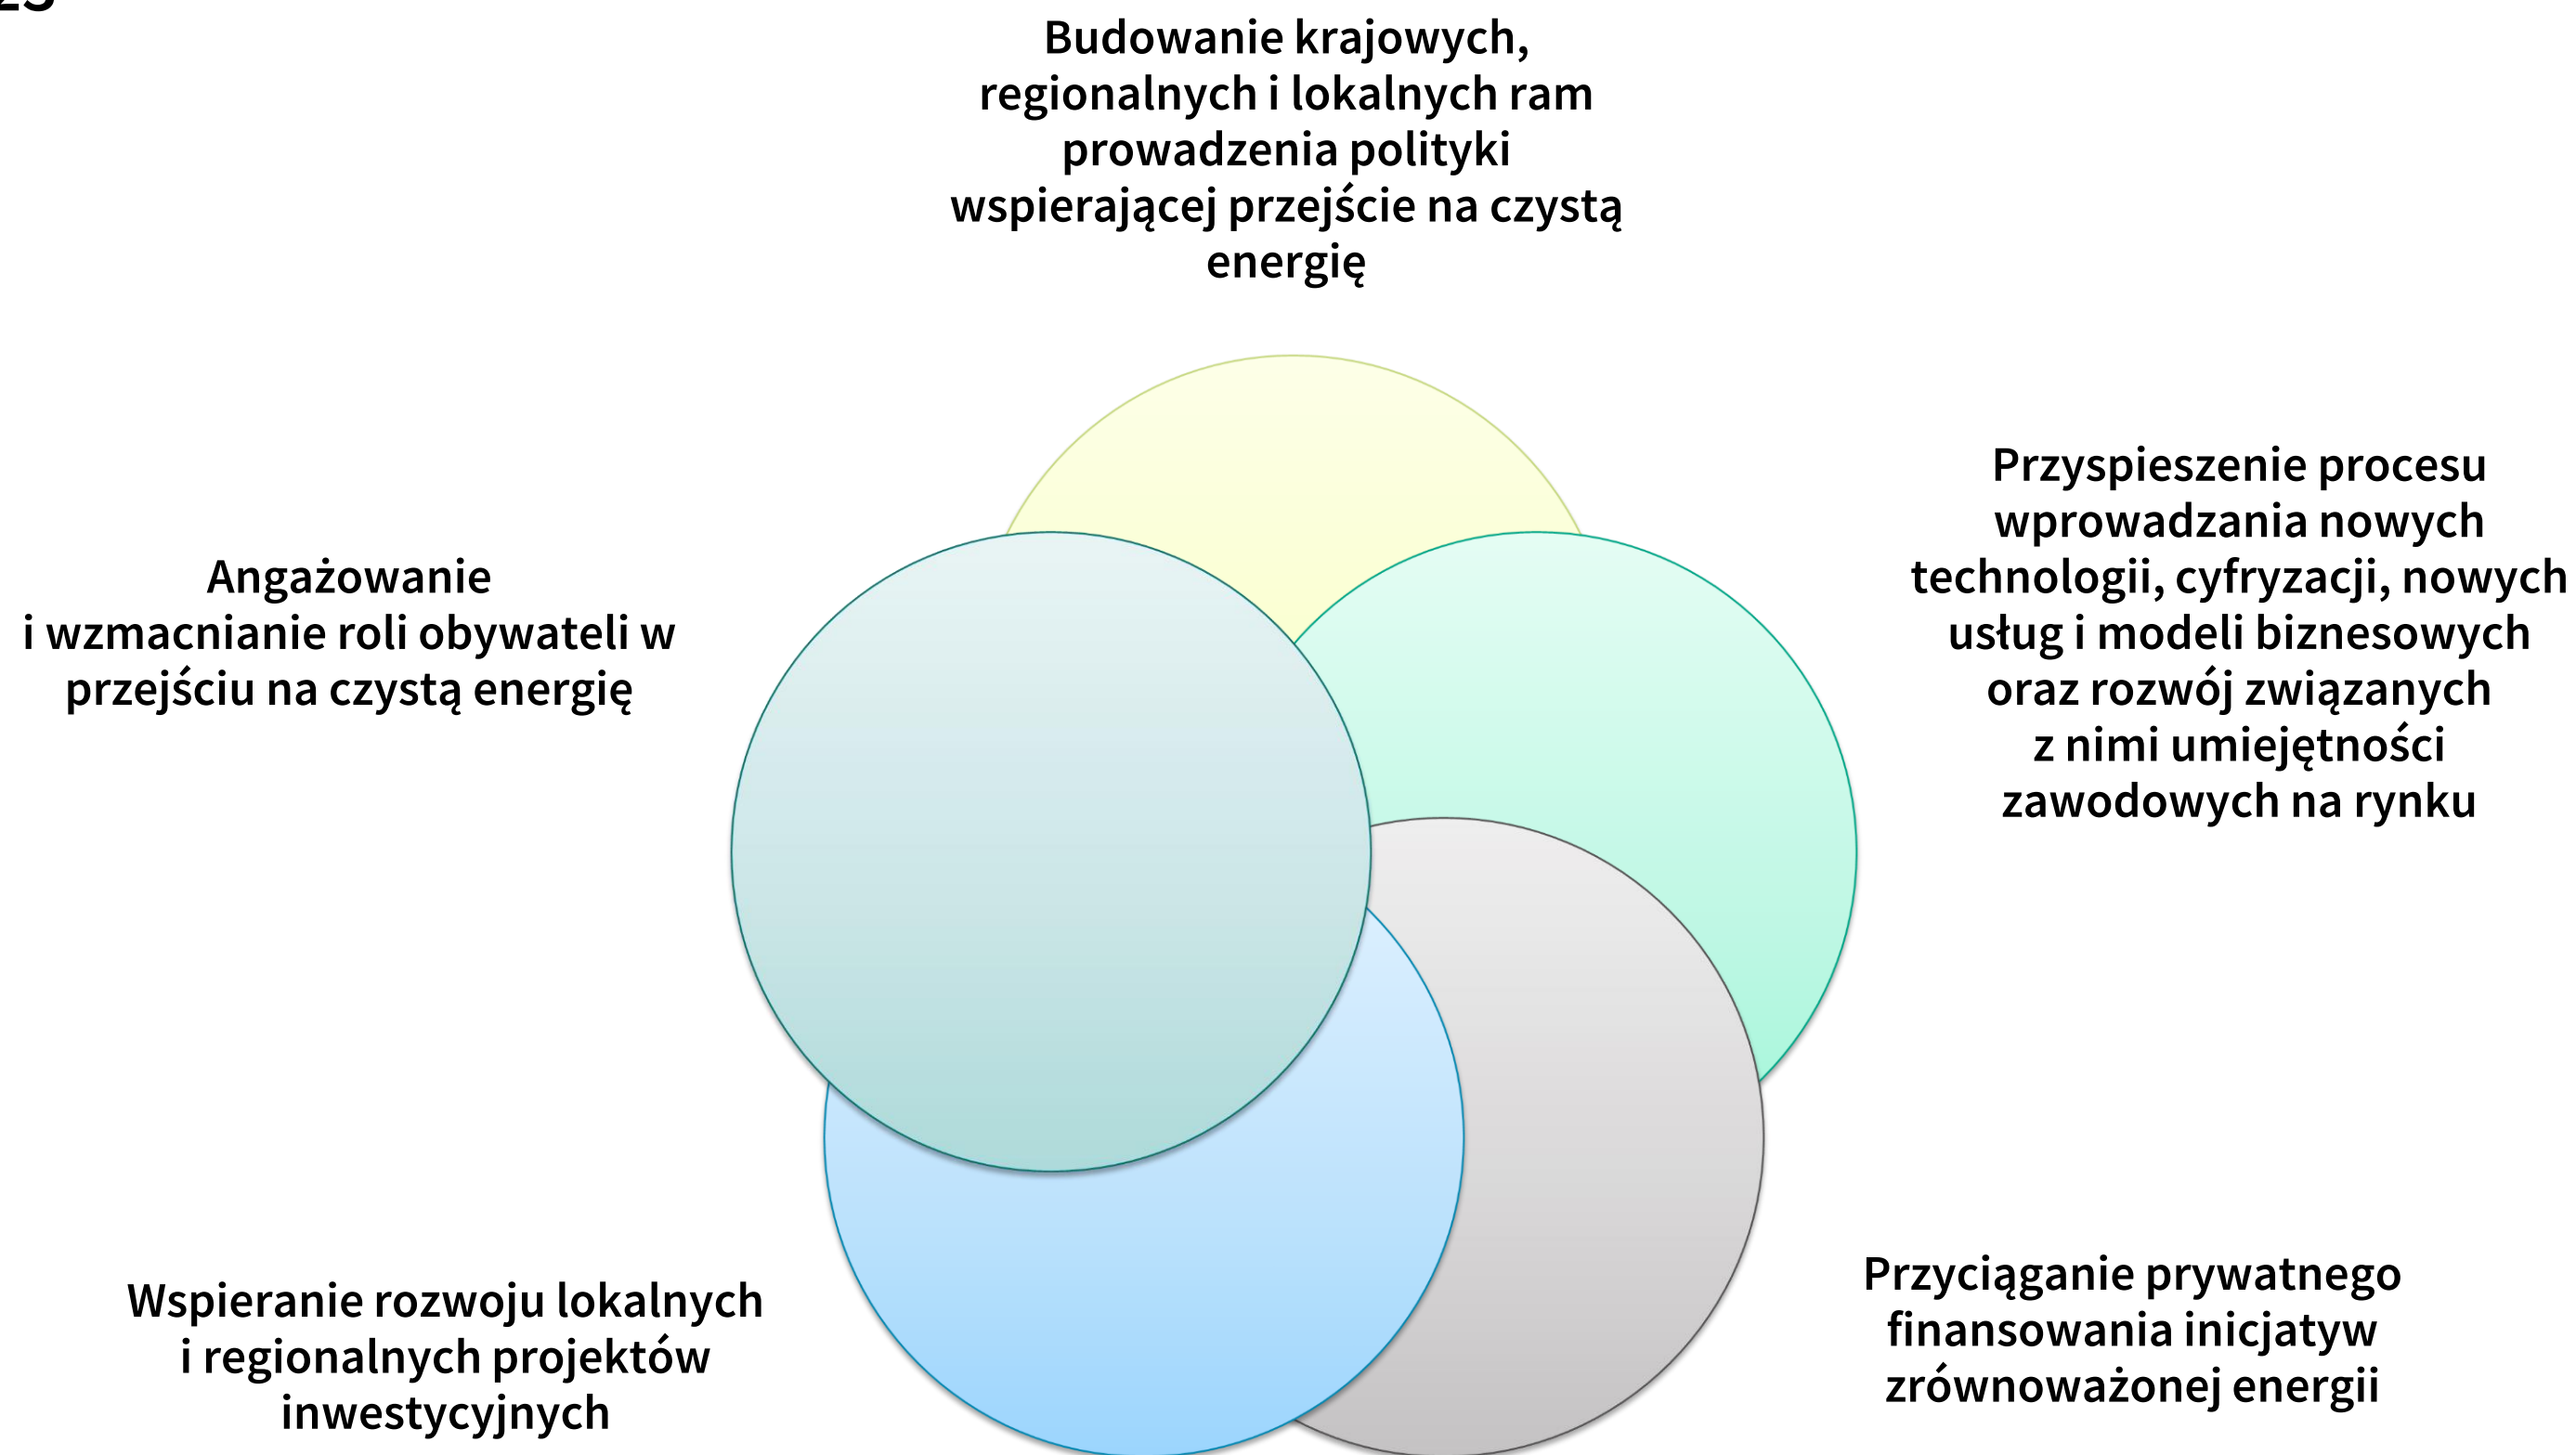 Budowanie krajowych,
regionalnych i lokalnych ram
prowadzenia polityki
wspierającej przejście na czystą
energię
Przyspieszenie procesu
wprowadzania nowych
technologii, cyfryzacji, nowych
usług i modeli biznesowych
oraz rozwój związanych
z nimi umiejętności
zawodowych na rynku
Przyciąganie prywatnego
finansowania inicjatyw
zrównoważonej energii
Wspieranie rozwoju lokalnych
i regionalnych projektów
inwestycyjnych
Angażowanie
i wzmacnianie roli obywateli w
przejściu na czystą energię